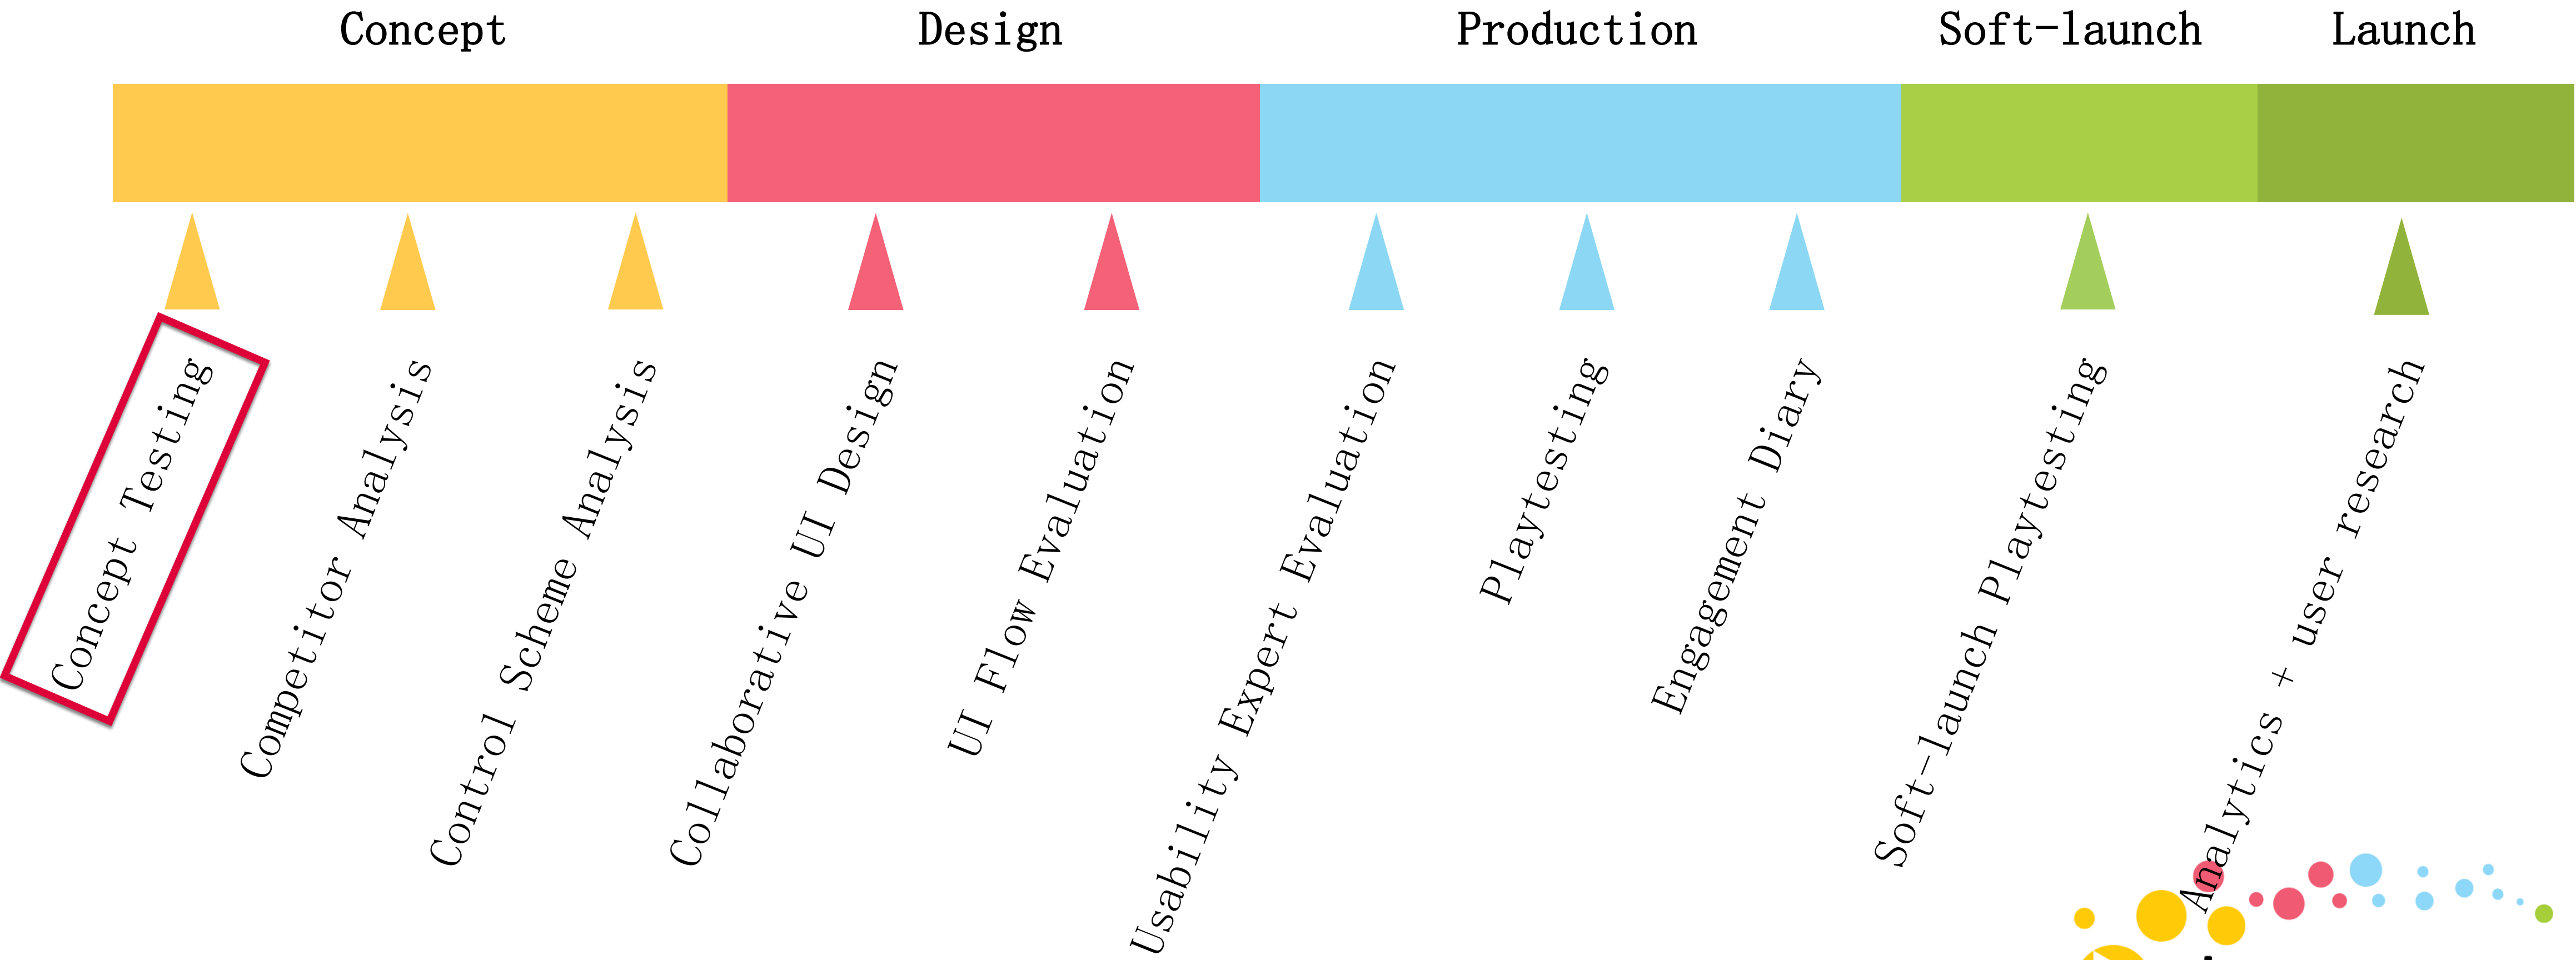 Concept
Design
Production
Soft-launch
Launch
Concept Testing
Competitor Analysis
Control Scheme Analysis
Collaborative UI Design
UI Flow Evaluation
Usability Expert Evaluation
Playtesting
Engagement Diary
Soft-launch Playtesting
Analytics + user research